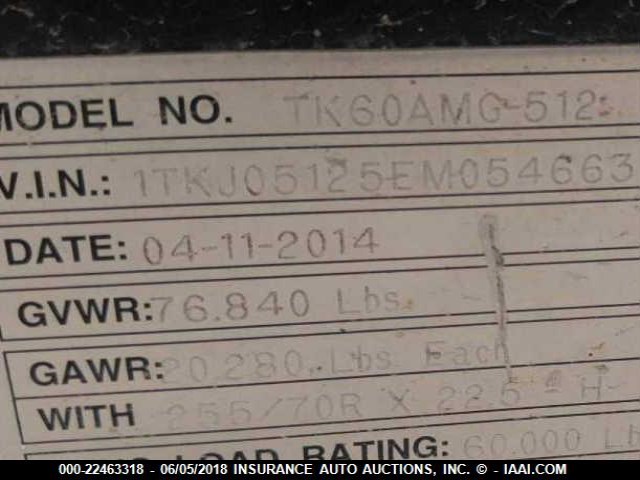 MODEL NO. TK60AMG-512
V.I.N.: 1TKJ05125EM054663
DATE: 04-11-2014
GVWR: 76.840 Lbs.
GAWR: 20 280. Lbs Each
WITH 255/70R X 22.5 - H
LOAD RATING: 60.000 Lb
000-22463318 - 06/05/2018 INSURANCE AUTO AUCTIONS, INC. © - IAAI.COM